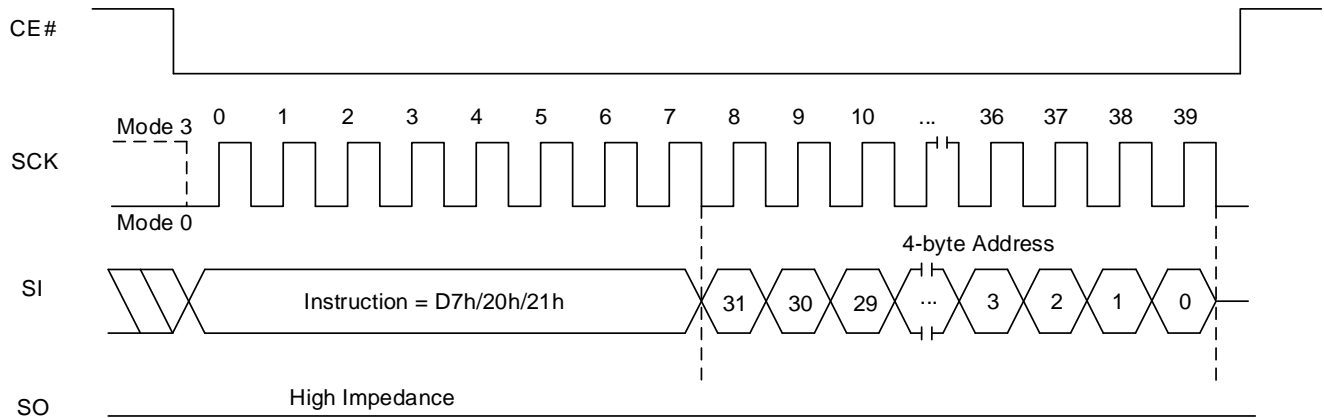 CE#
0 1 2 3 4 5 6 7 8 9 10 ... 36 37 38 39
Mode 3
SCK
Mode 0
4-byte Address
SI
Instruction = D7h/20h/21h 31 30 29 ... 3 2 1 0
High Impedance
SO